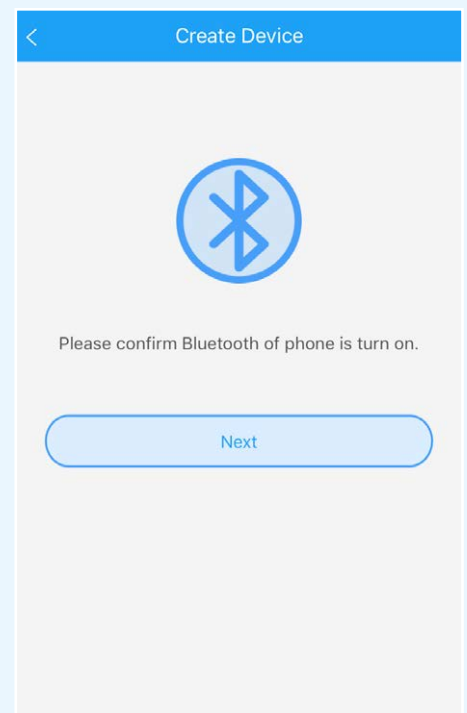 Create Device
Please confirm Bluetooth of phone is turn on.
Next